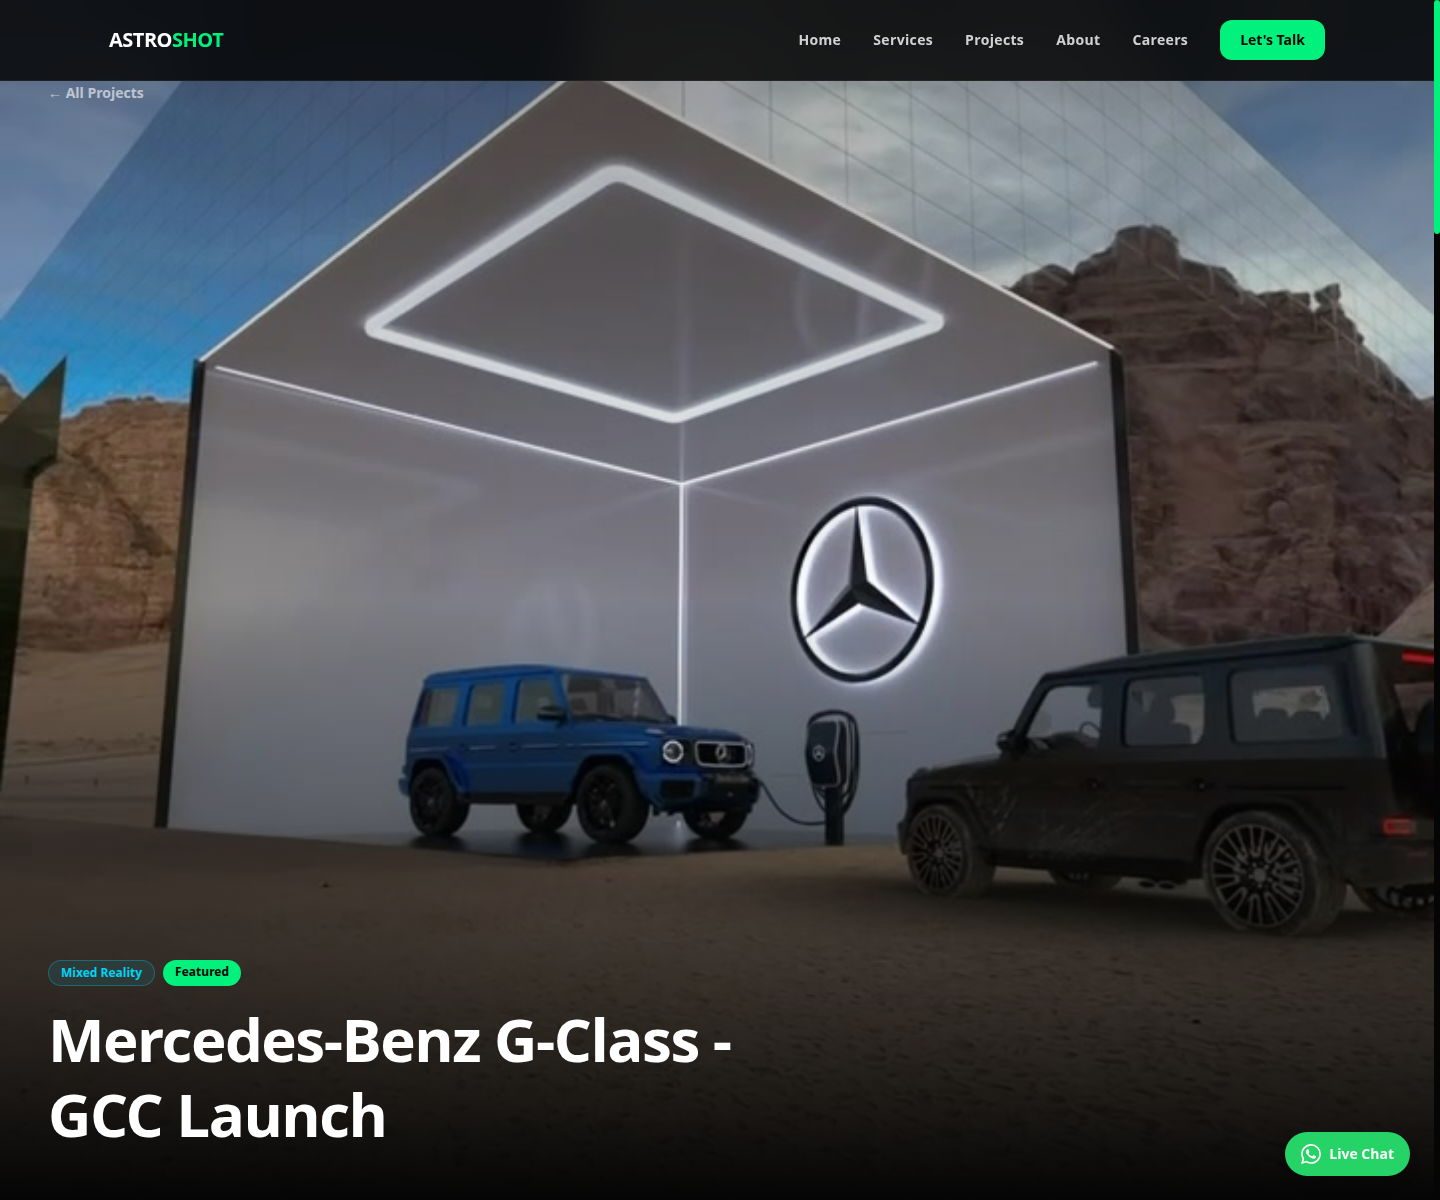 ASTROSHOT
Home
Services
Projects
About
Careers
Let's Talk
← All Projects
Mixed Reality
Featured
Mercedes-Benz G-Class -
GCC Launch
Live Chat